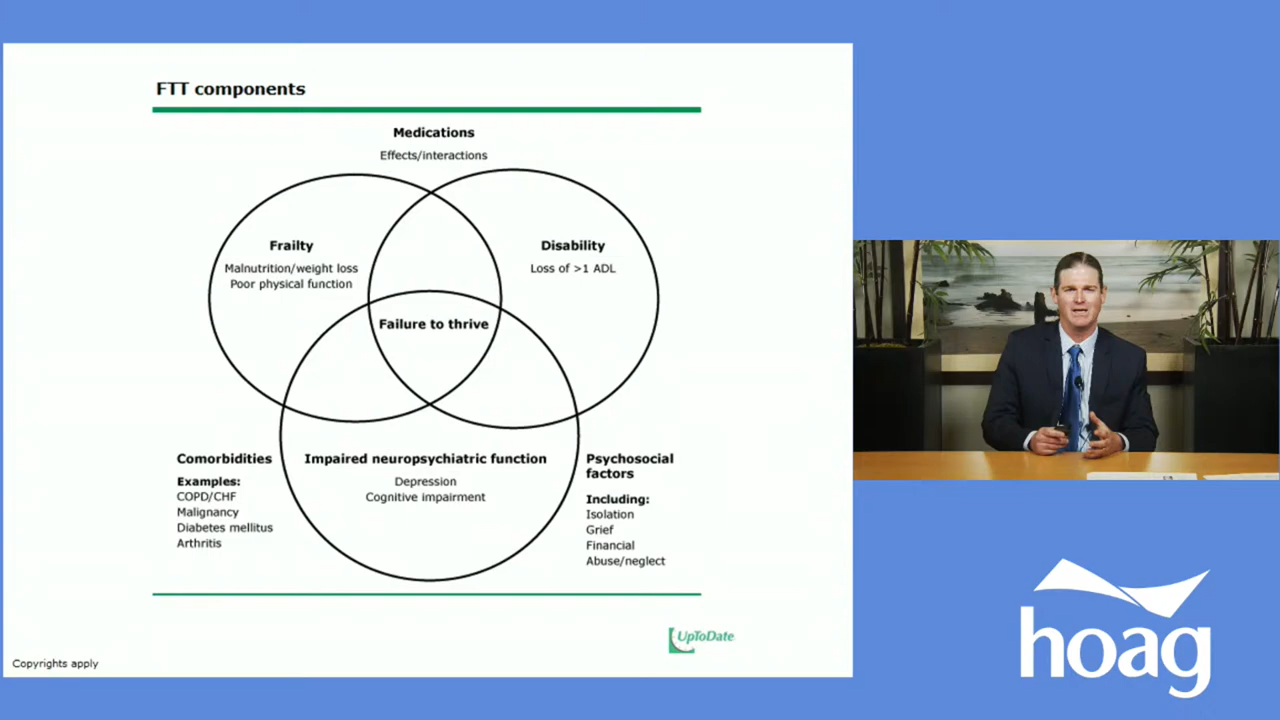 FTT components
Medications
Effects/interactions
Frailty
Malnutrition/weight loss
Poor physical function
Disability
Loss of >1 ADL
Failure to thrive
Impaired neuropsychiatric function
Depression
Cognitive impairment
Comorbidities
Examples:
COPD/CHF
Malignancy
Diabetes mellitus
Arthritis
Psychosocial
factors
Including:
Isolation
Grief
Financial
Abuse/neglect
UpToDate
Copyrights apply
hoag